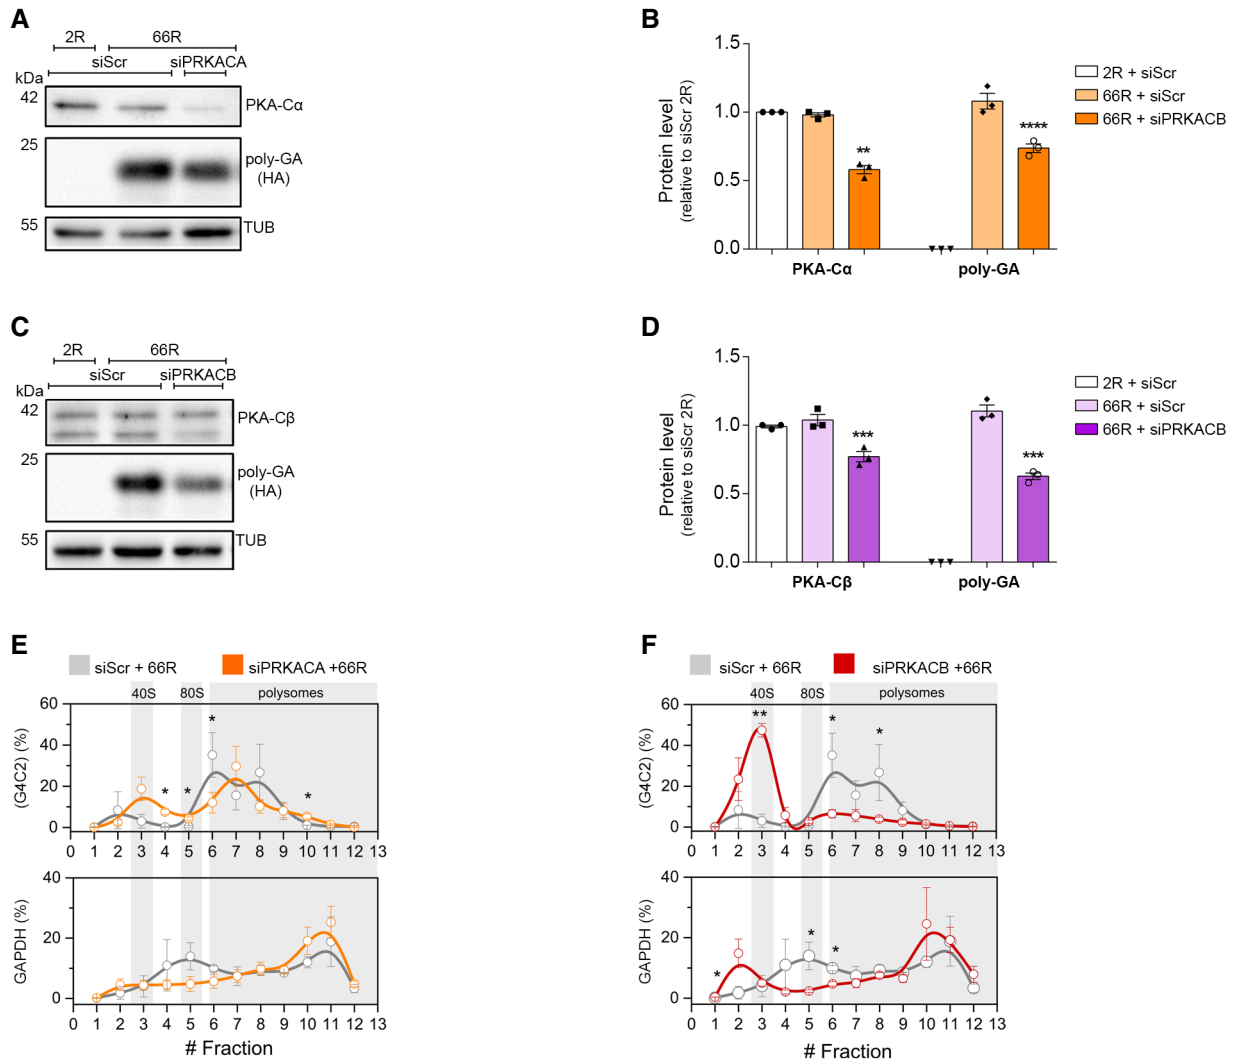 A
2R 66R
siScr siPRKACA
kDa
42 PKA-Cα
25 poly-GA
(HA)
55 TUB
B
Protein level
(relative to siScr 2R)
1.5
1.0
0.5
0.0
** ****
PKA-Cα poly-GA
2R + siScr
66R + siScr
66R + siPRKACB
C
2R 66R
siScr siPRKACB
kDa
42 PKA-Cβ
25 poly-GA
(HA)
55 TUB
D
Protein level
(relative to siScr 2R)
1.5
1.0
0.5
0.0
*** ***
PKA-Cβ poly-GA
2R + siScr
66R + siScr
66R + siPRKACB
E
siScr + 66R siPRKACA +66R
40S 80S polysomes
(G4C2) (%)
60
40
20
0
* * * *
0 1 2 3 4 5 6 7 8 9 10 11 12 13
GAPDH (%)
40
20
0
0 1 2 3 4 5 6 7 8 9 10 11 12 13
# Fraction
F
siScr + 66R siPRKACB +66R
40S 80S polysomes
(G4C2) (%)
60
40
20
0
** * *
0 1 2 3 4 5 6 7 8 9 10 11 12 13
GAPDH (%)
40
20
0
* * *
0 1 2 3 4 5 6 7 8 9 10 11 12 13
# Fraction